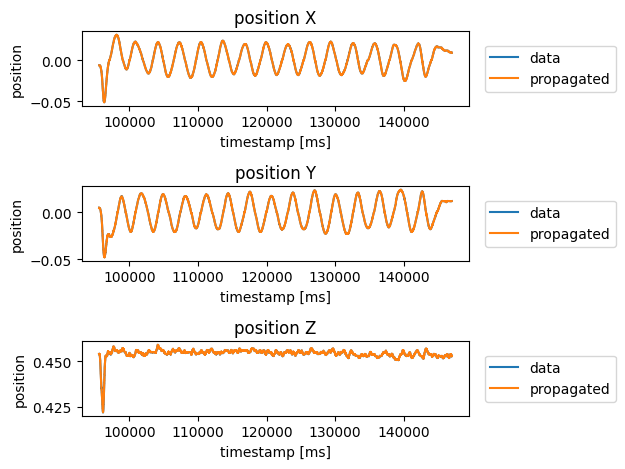 position X
0.00
−0.05
position
100000 110000 120000 130000 140000
timestamp [ms]
data
propagated
position Y
0.00
−0.05
position
100000 110000 120000 130000 140000
timestamp [ms]
data
propagated
position Z
0.450
0.425
position
100000 110000 120000 130000 140000
timestamp [ms]
data
propagated